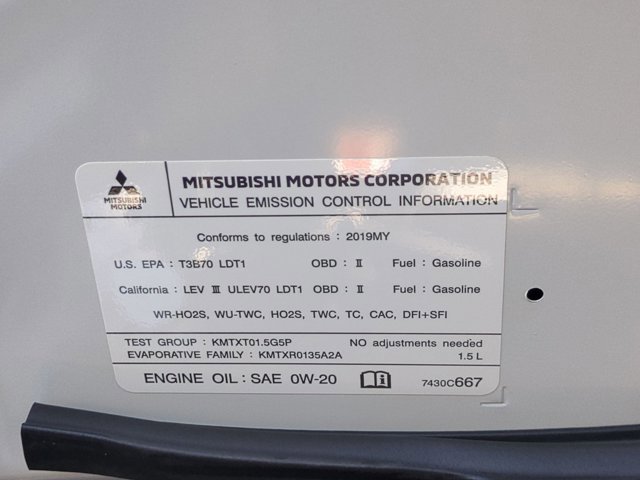 MITSUBISHI MOTORS
MITSUBISHI MOTORS CORPORATION
VEHICLE EMISSION CONTROL INFORMATION
Conforms to regulations : 2019MY
U.S. EPA : T3B70 LDT1 OBD : II Fuel : Gasoline
California : LEV III ULEV70 LDT1 OBD : II Fuel : Gasoline
WR-HO2S, WU-TWC, HO2S, TWC, TC, CAC, DFI+SFI
TEST GROUP : KMTXT01.5G5P NO adjustments needed
EVAPORATIVE FAMILY : KMTXR0135A2A 1.5 L
ENGINE OIL : SAE 0W-20 7430C667